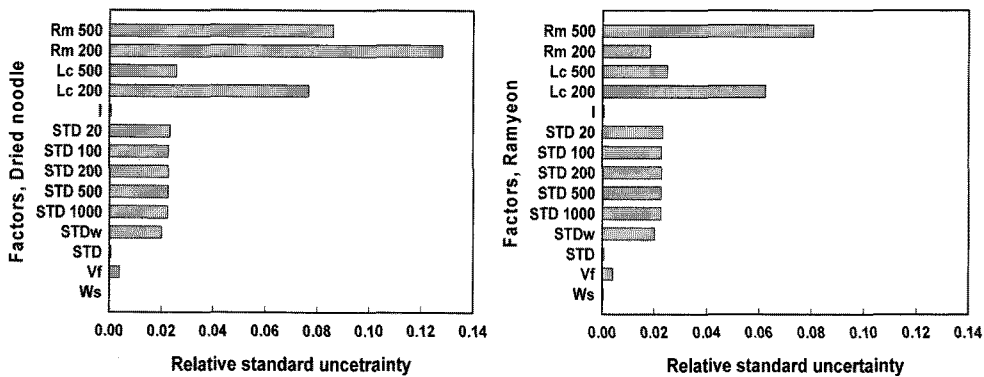 Factors, Dried noodle
Rm 500
Rm 200
Lc 500
Lc 200
I
STD 20
STD 100
STD 200
STD 500
STD 1000
STDw
STD
Vf
Ws
0.00 0.02 0.04 0.06 0.08 0.10 0.12 0.14
Relative standard uncetrainty
Factors, Ramyeon
Rm 500
Rm 200
Lc 500
Lc 200
I
STD 20
STD 100
STD 200
STD 500
STD 1000
STDw
STD
Vf
Ws
0.00 0.02 0.04 0.06 0.08 0.10 0.12 0.14
Relative standard uncertainty